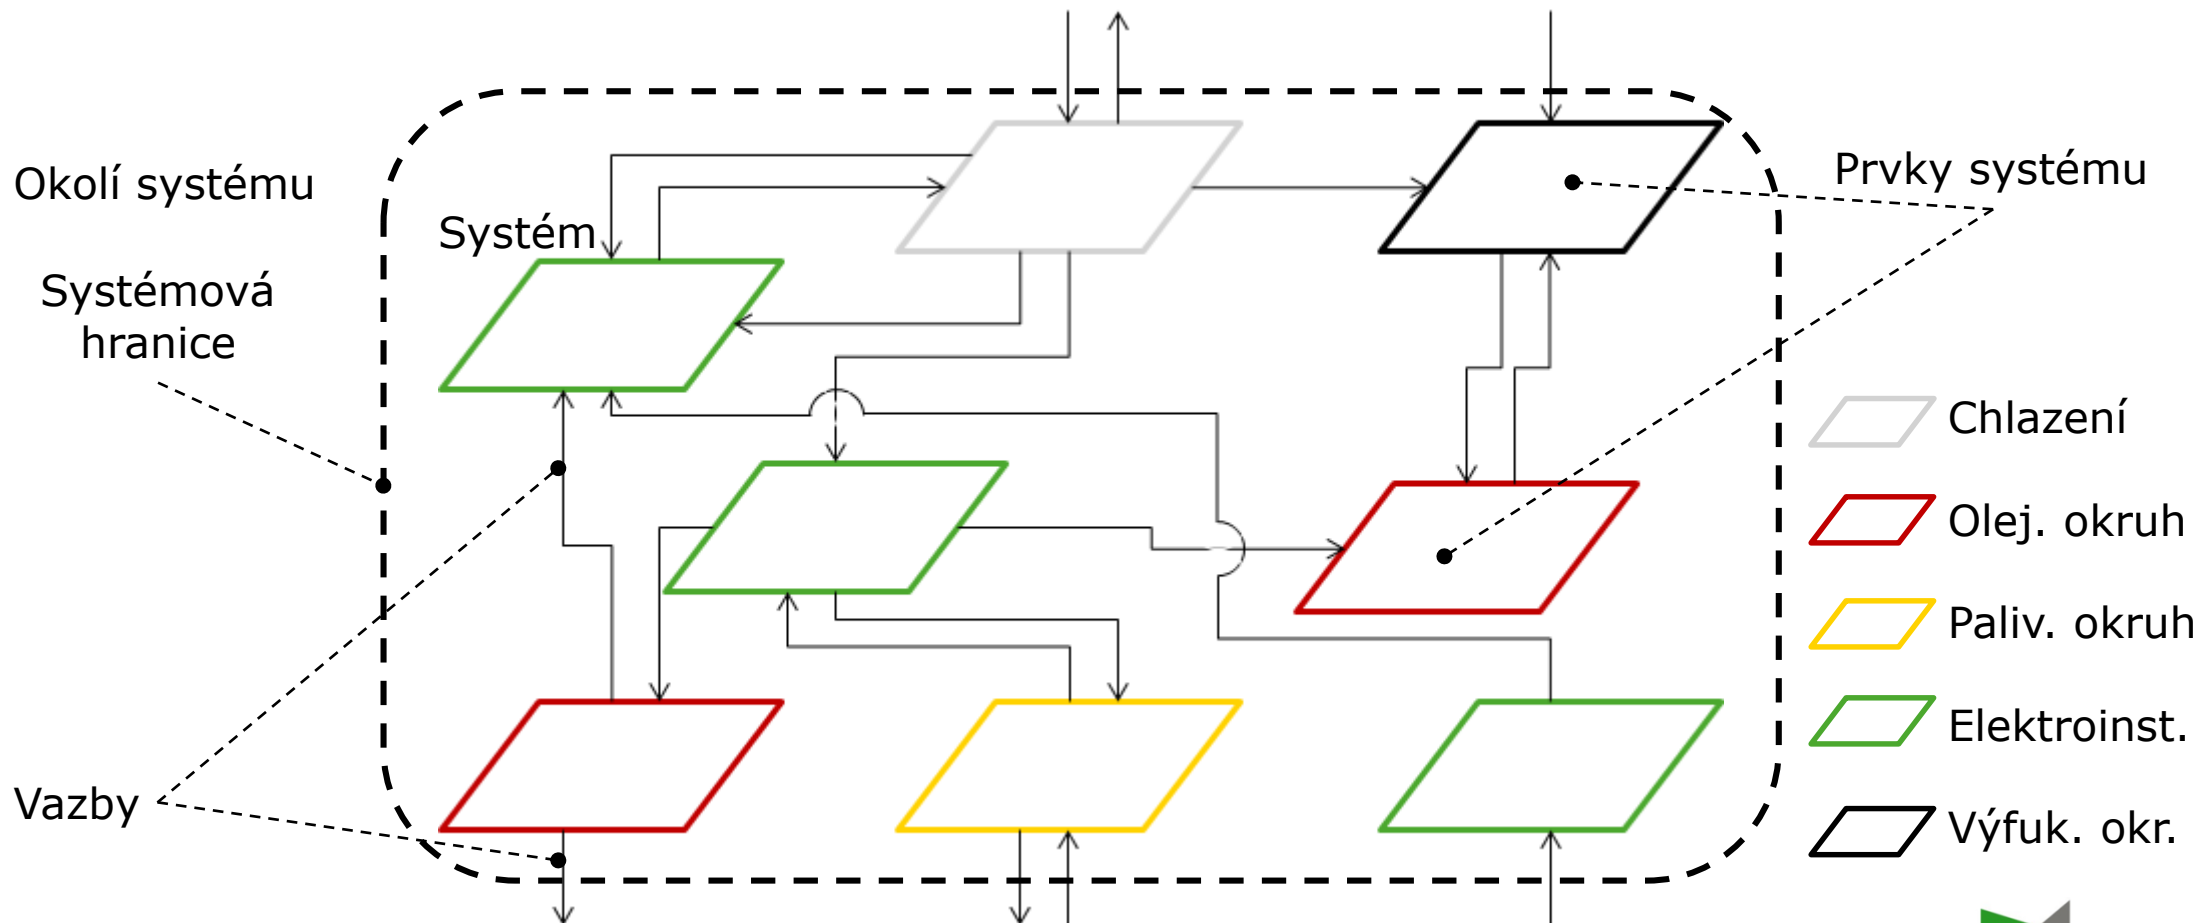 Okolí systému
Systém
Systémová
hranice
Vazby
Prvky systému
Chlazení
Olej. okruh
Paliv. okruh
Elektroinst.
Výfuk. okr.